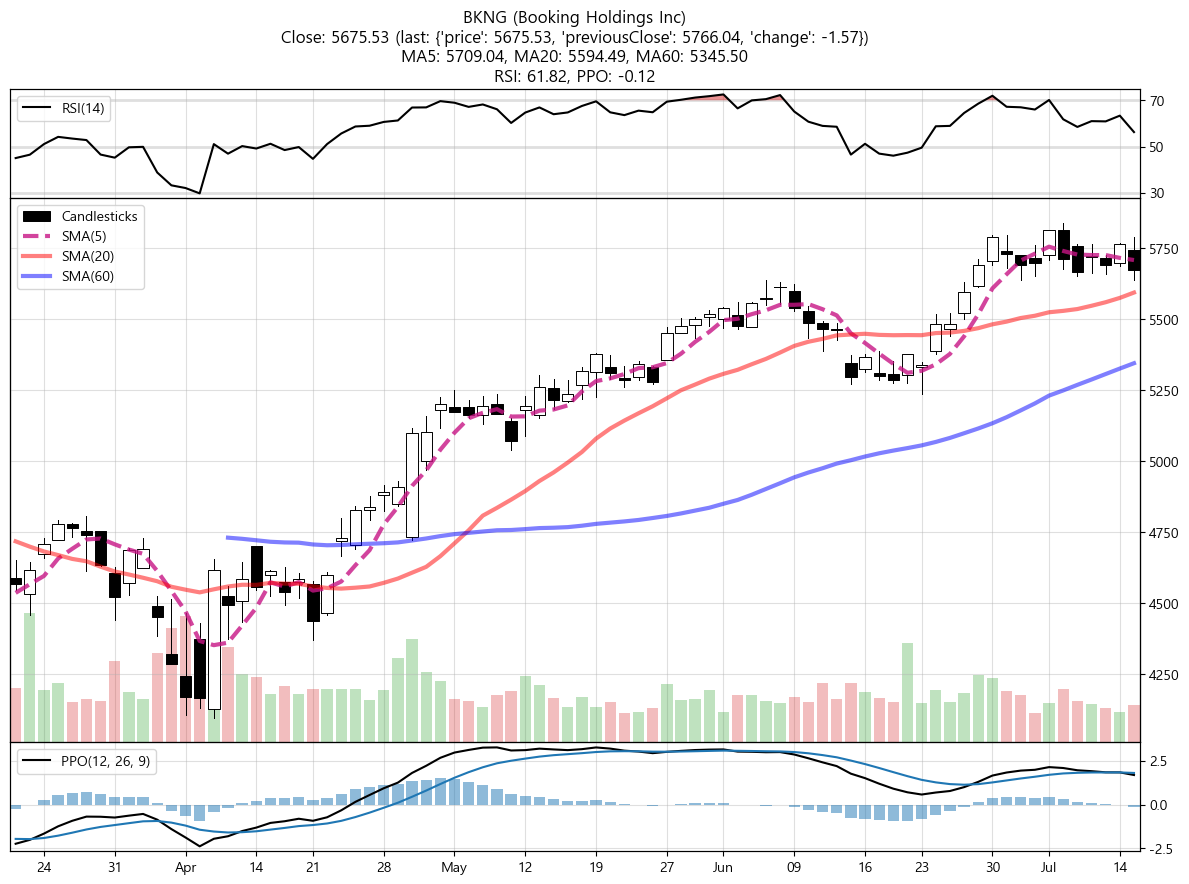 BKNG (Booking Holdings Inc)
Close: 5675.53 (last: {'price': 5675.53, 'previousClose': 5766.04, 'change': -1.57})
MA5: 5709.04, MA20: 5594.49, MA60: 5345.50
RSI: 61.82, PPO: -0.12
RSI(14)
70
50
30
Candlesticks
SMA(5)
SMA(20)
SMA(60)
5750
5500
5250
5000
4750
4500
4250
PPO(12, 26, 9)
2.5
0.0
-2.5
24 31 Apr 14 21 28 May 12 19 27 Jun 09 16 23 30 Jul 14